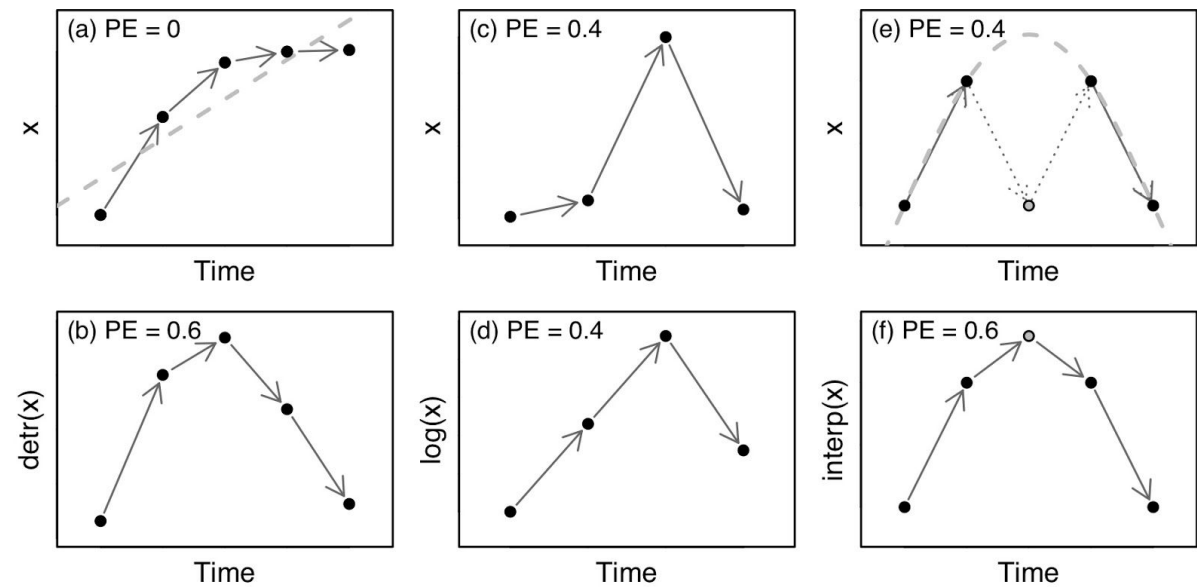 (a) PE = 0
x
Time
(c) PE = 0.4
x
Time
(e) PE = 0.4
x
Time
(b) PE = 0.6
detr(x)
Time
(d) PE = 0.4
log(x)
Time
(f) PE = 0.6
interp(x)
Time